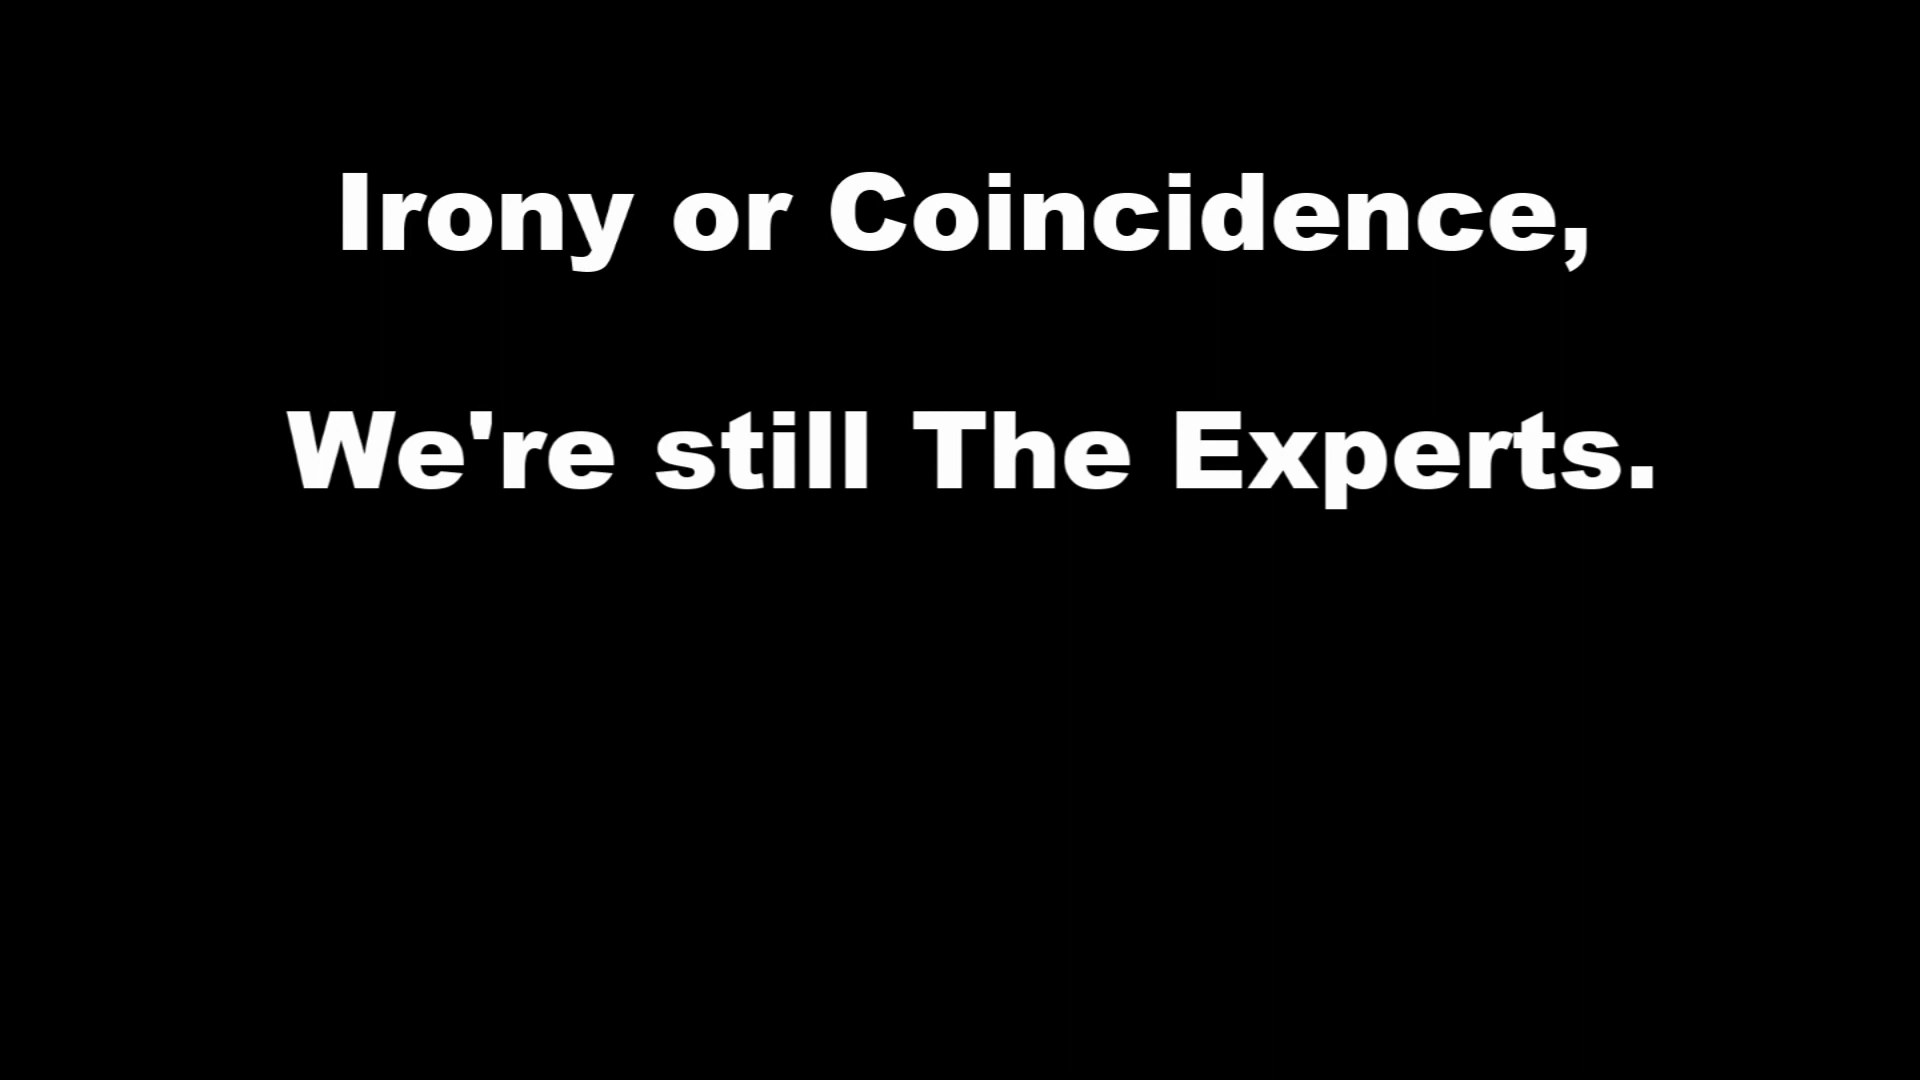 Irony or Coincidence,
We're still The Experts.